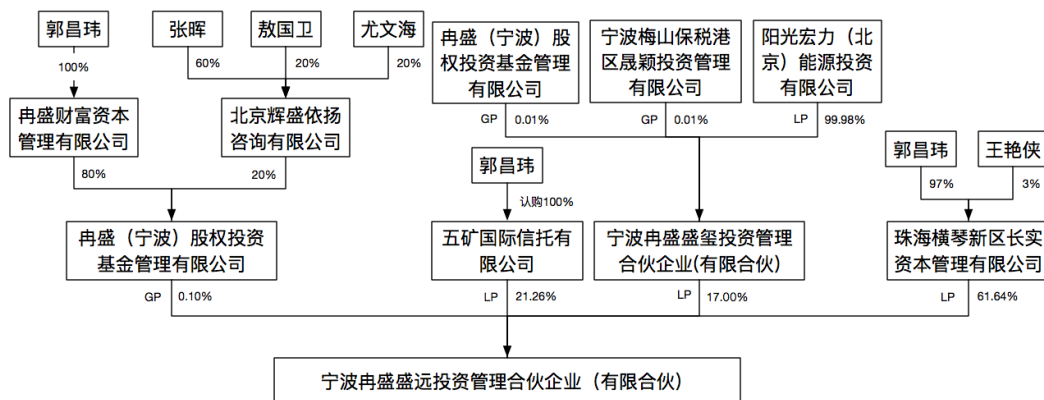 郭昌玮
张晖
敖国卫
尤文海
冉盛（宁波）股
权投资基金管理
有限公司
宁波梅山保税港
区晟颖投资管理
有限公司
阳光宏力（北
京）能源投资
有限公司
100%
60%
20%
20%
冉盛财富资本
管理有限公司
北京辉盛依扬
咨询有限公司
GP
0.01%
GP
0.01%
LP
99.98%
80%
20%
郭昌玮
郭昌玮
王艳侠
认购100%
97%
3%
冉盛（宁波）股权投资
基金管理有限公司
五矿国际信托有
限公司
宁波冉盛盛玺投资管理
合伙企业(有限合伙)
珠海横琴新区长实
资本管理有限公司
GP
0.10%
LP
21.26%
LP
17.00%
LP
61.64%
宁波冉盛盛远投资管理合伙企业（有限合伙）